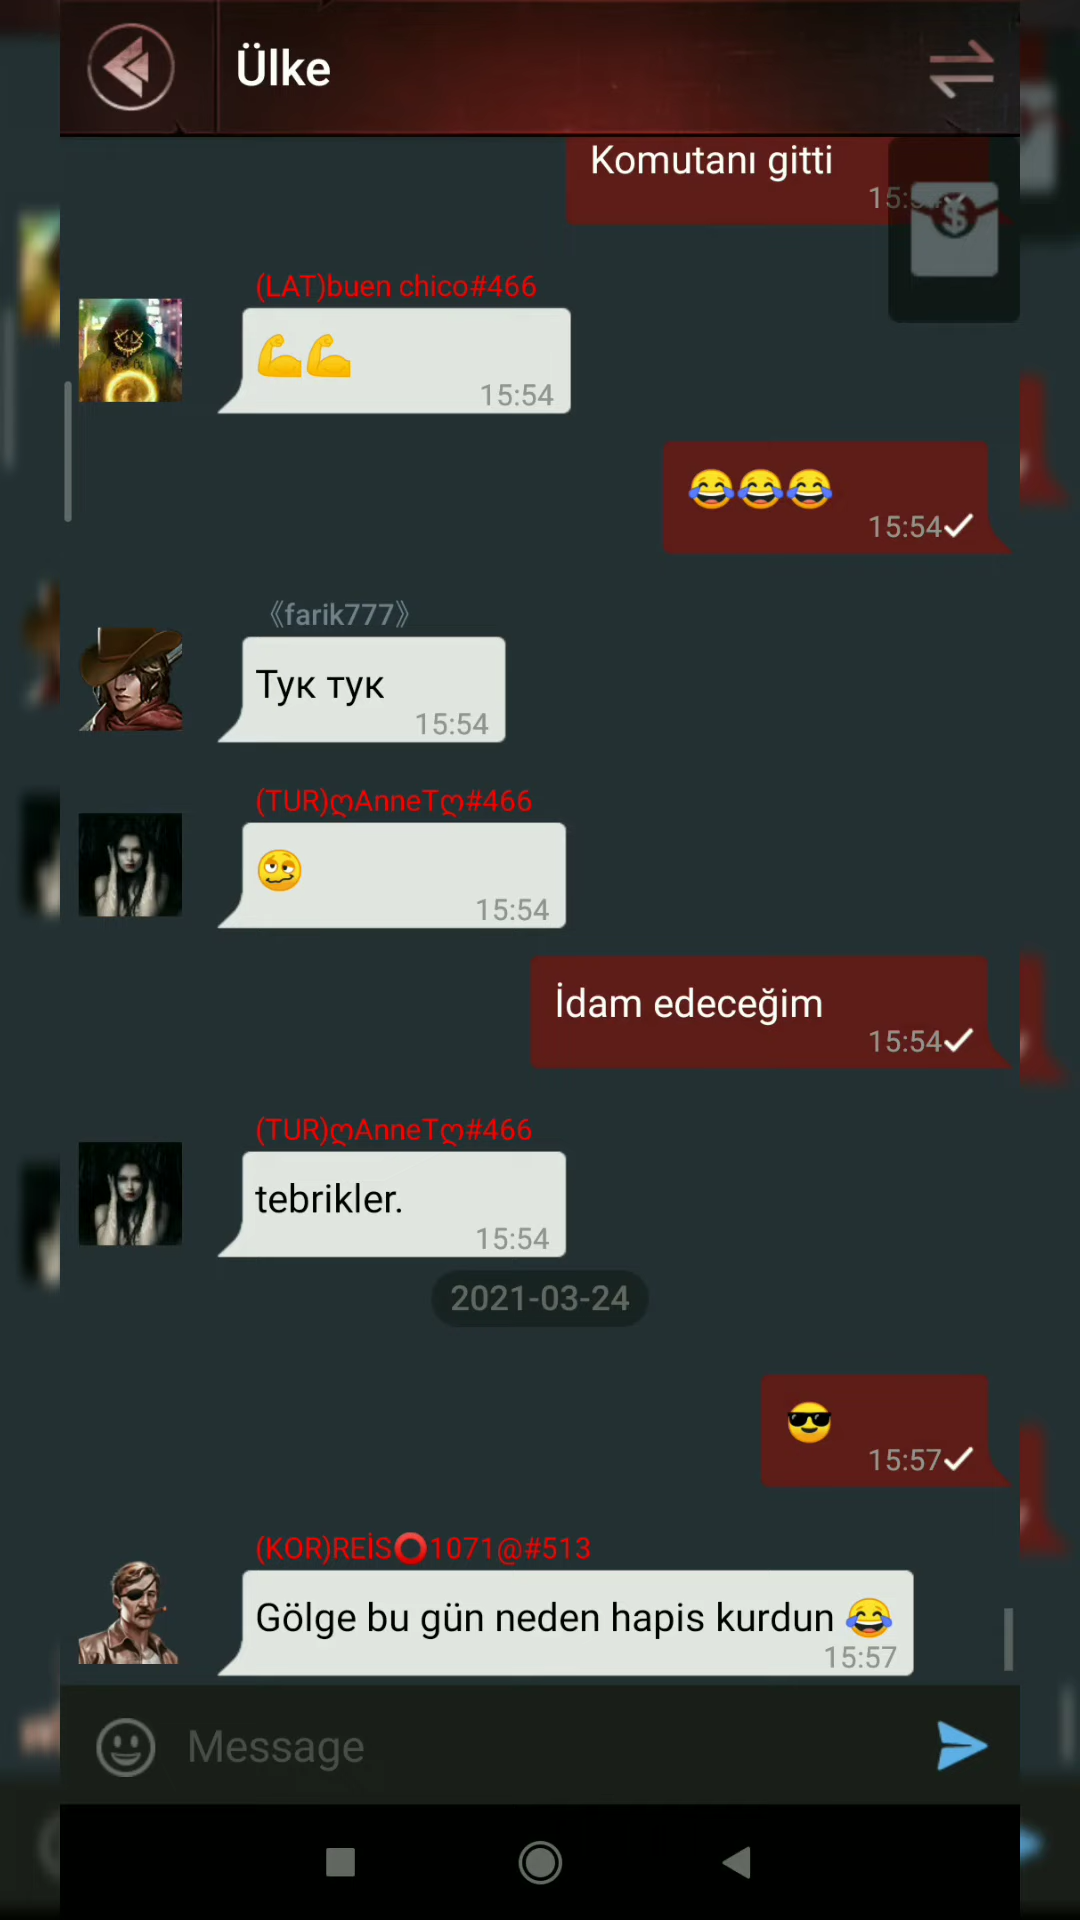 Ülke
Komutanı gitti
(LAT)buen chico#466
💪💪
15:54
😂😂😂
15:54
《farik777》
Тук тук
15:54
(TUR)ღAnneTღ#466
🥴
15:54
İdam edeceğim
15:54
(TUR)ღAnneTღ#466
tebrikler.
15:54
2021-03-24
😎
15:57
(KOR)REİS⭕1071@#513
Gölge bu gün neden hapis kurdun 😂
15:57
Message